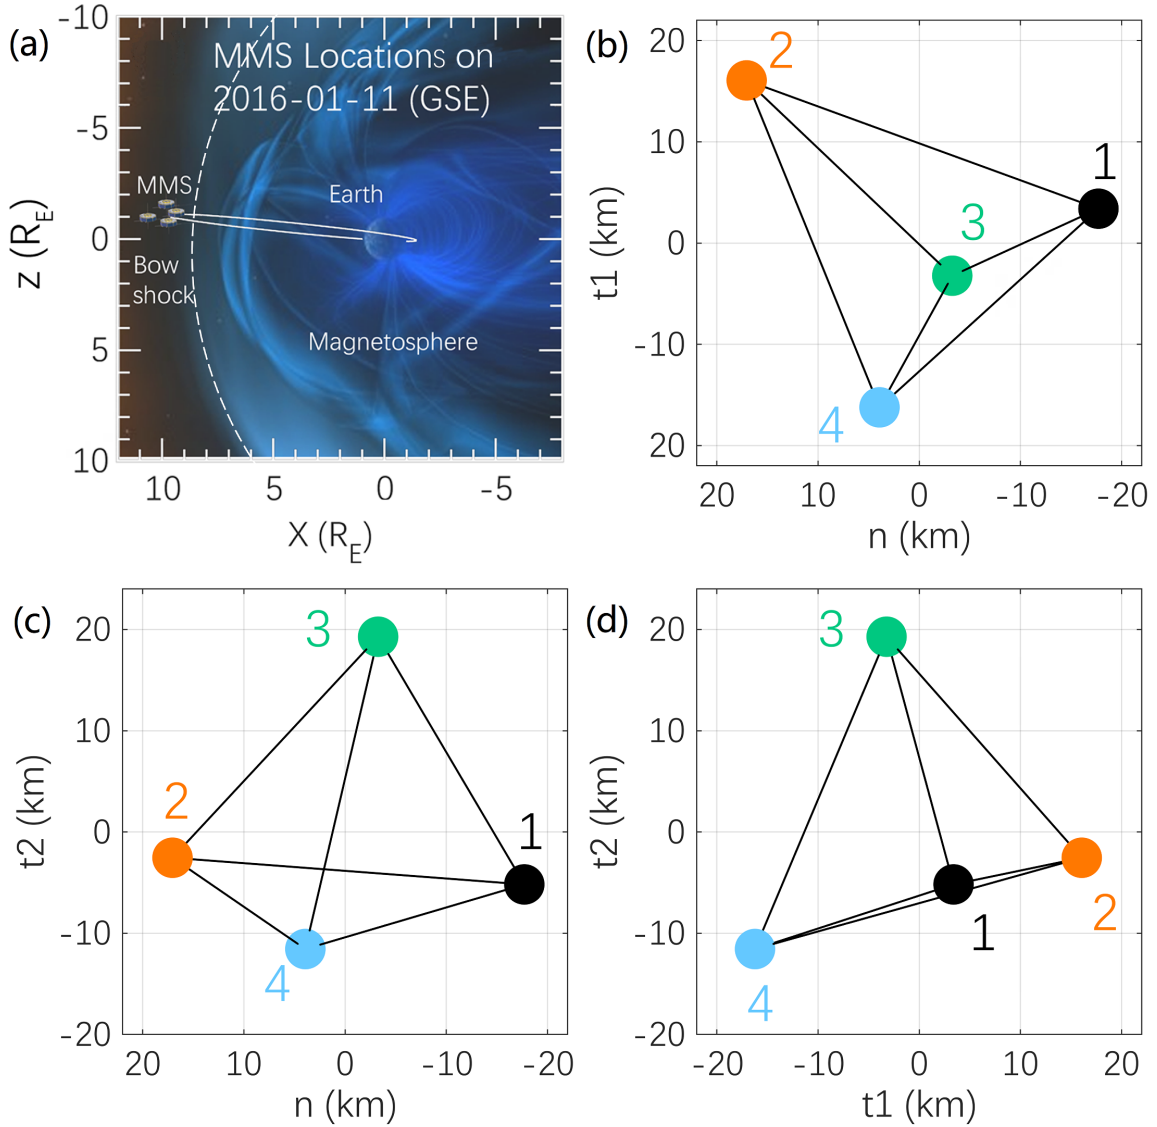 (a)
MMS Locations on
2016-01-11 (GSE)
MMS
Earth
Bow
shock
Magnetosphere
-10
-5
0
5
10
z (R_E)
10 5 0 -5
X (R_E)
(b)
2
1
3
4
20
10
0
-10
20
t1 (km)
20 10 0 -10 -20
n (km)
(c)
3
2
1
4
20
10
0
-10
-20
t2 (km)
20 10 0 -10 -20
n (km)
(d)
3
1
2
4
20
10
0
-10
-20
t2 (km)
-20 -10 0 10 20
t1 (km)